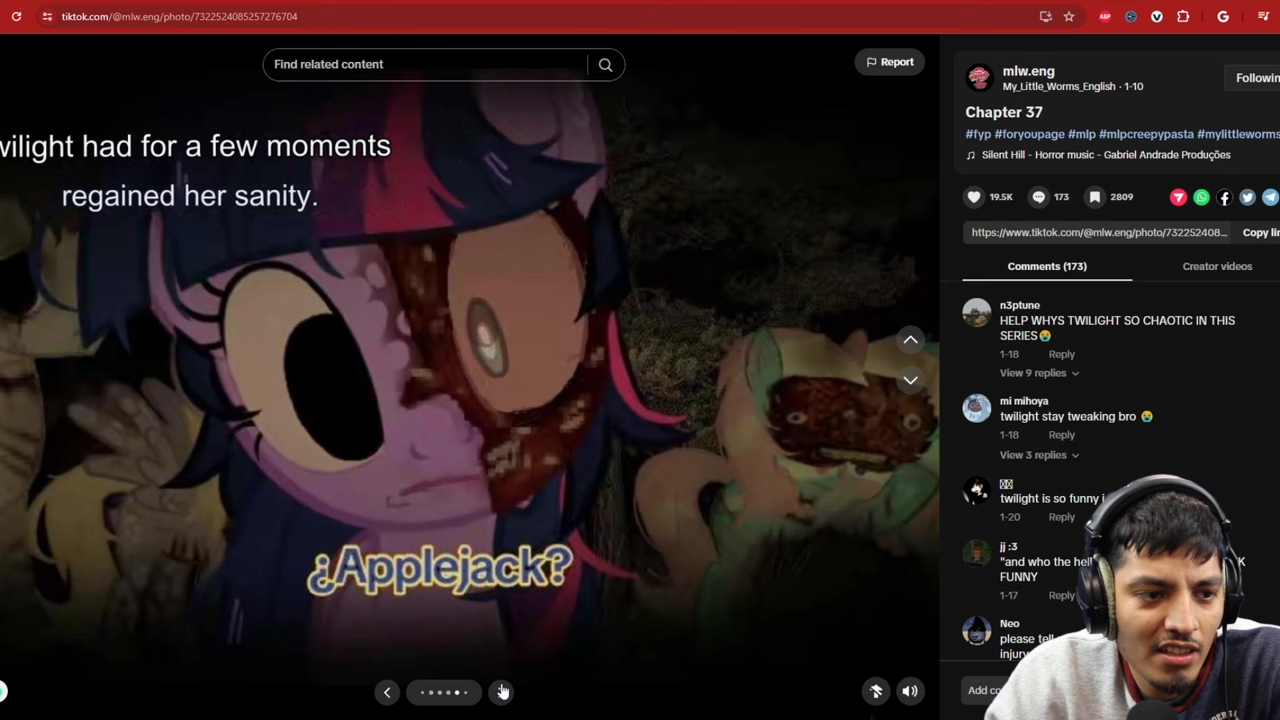 tiktok.com/@mlw.eng/photo/7322524085257276704
ABP
Find related content
Report
wilight had for a few moments
regained her sanity.
¿Applejack?
mlw.eng
Followin
My_Little_Worms_English · 1-10
Chapter 37
#fyp #foryoupage #mlp #mlpcreepypasta #mylittleworms
Silent Hill - Horror music - Gabriel Andrade Produções
19.5K
173
2809
https://www.tiktok.com/@mlw.eng/photo/732252408...
Copy lin
Comments (173)
Creator videos
n3ptune
HELP WHYS TWILIGHT SO CHAOTIC IN THIS
SERIES😭
1-18 Reply
View 9 replies
mi mihoya
twilight stay tweaking bro 😭
1-18 Reply
View 3 replies
twilight is so funny i
1-20 Reply
jj :3
"and who the hel
FUNNY
1-17 Reply
Neo
please tel
injury
Add co